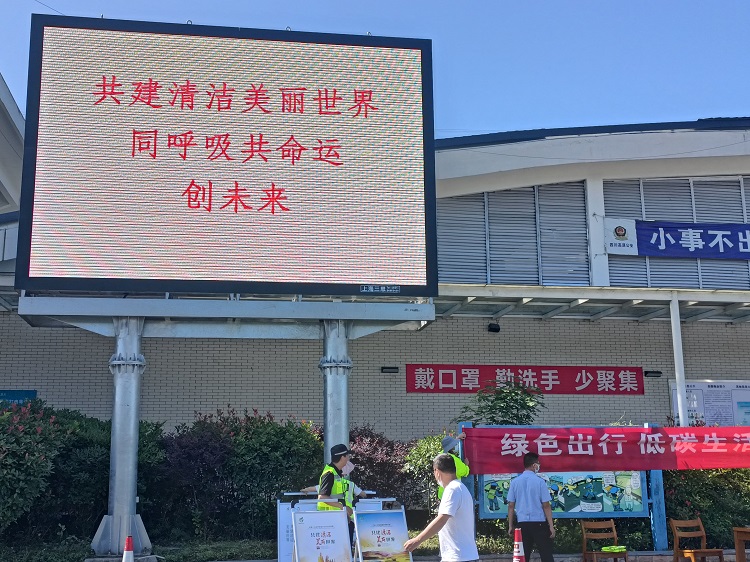 共建清洁美丽世界
同呼吸共命运
创未来
小事不出
戴口罩 勤洗手 少聚集
绿色出行 低碳生活